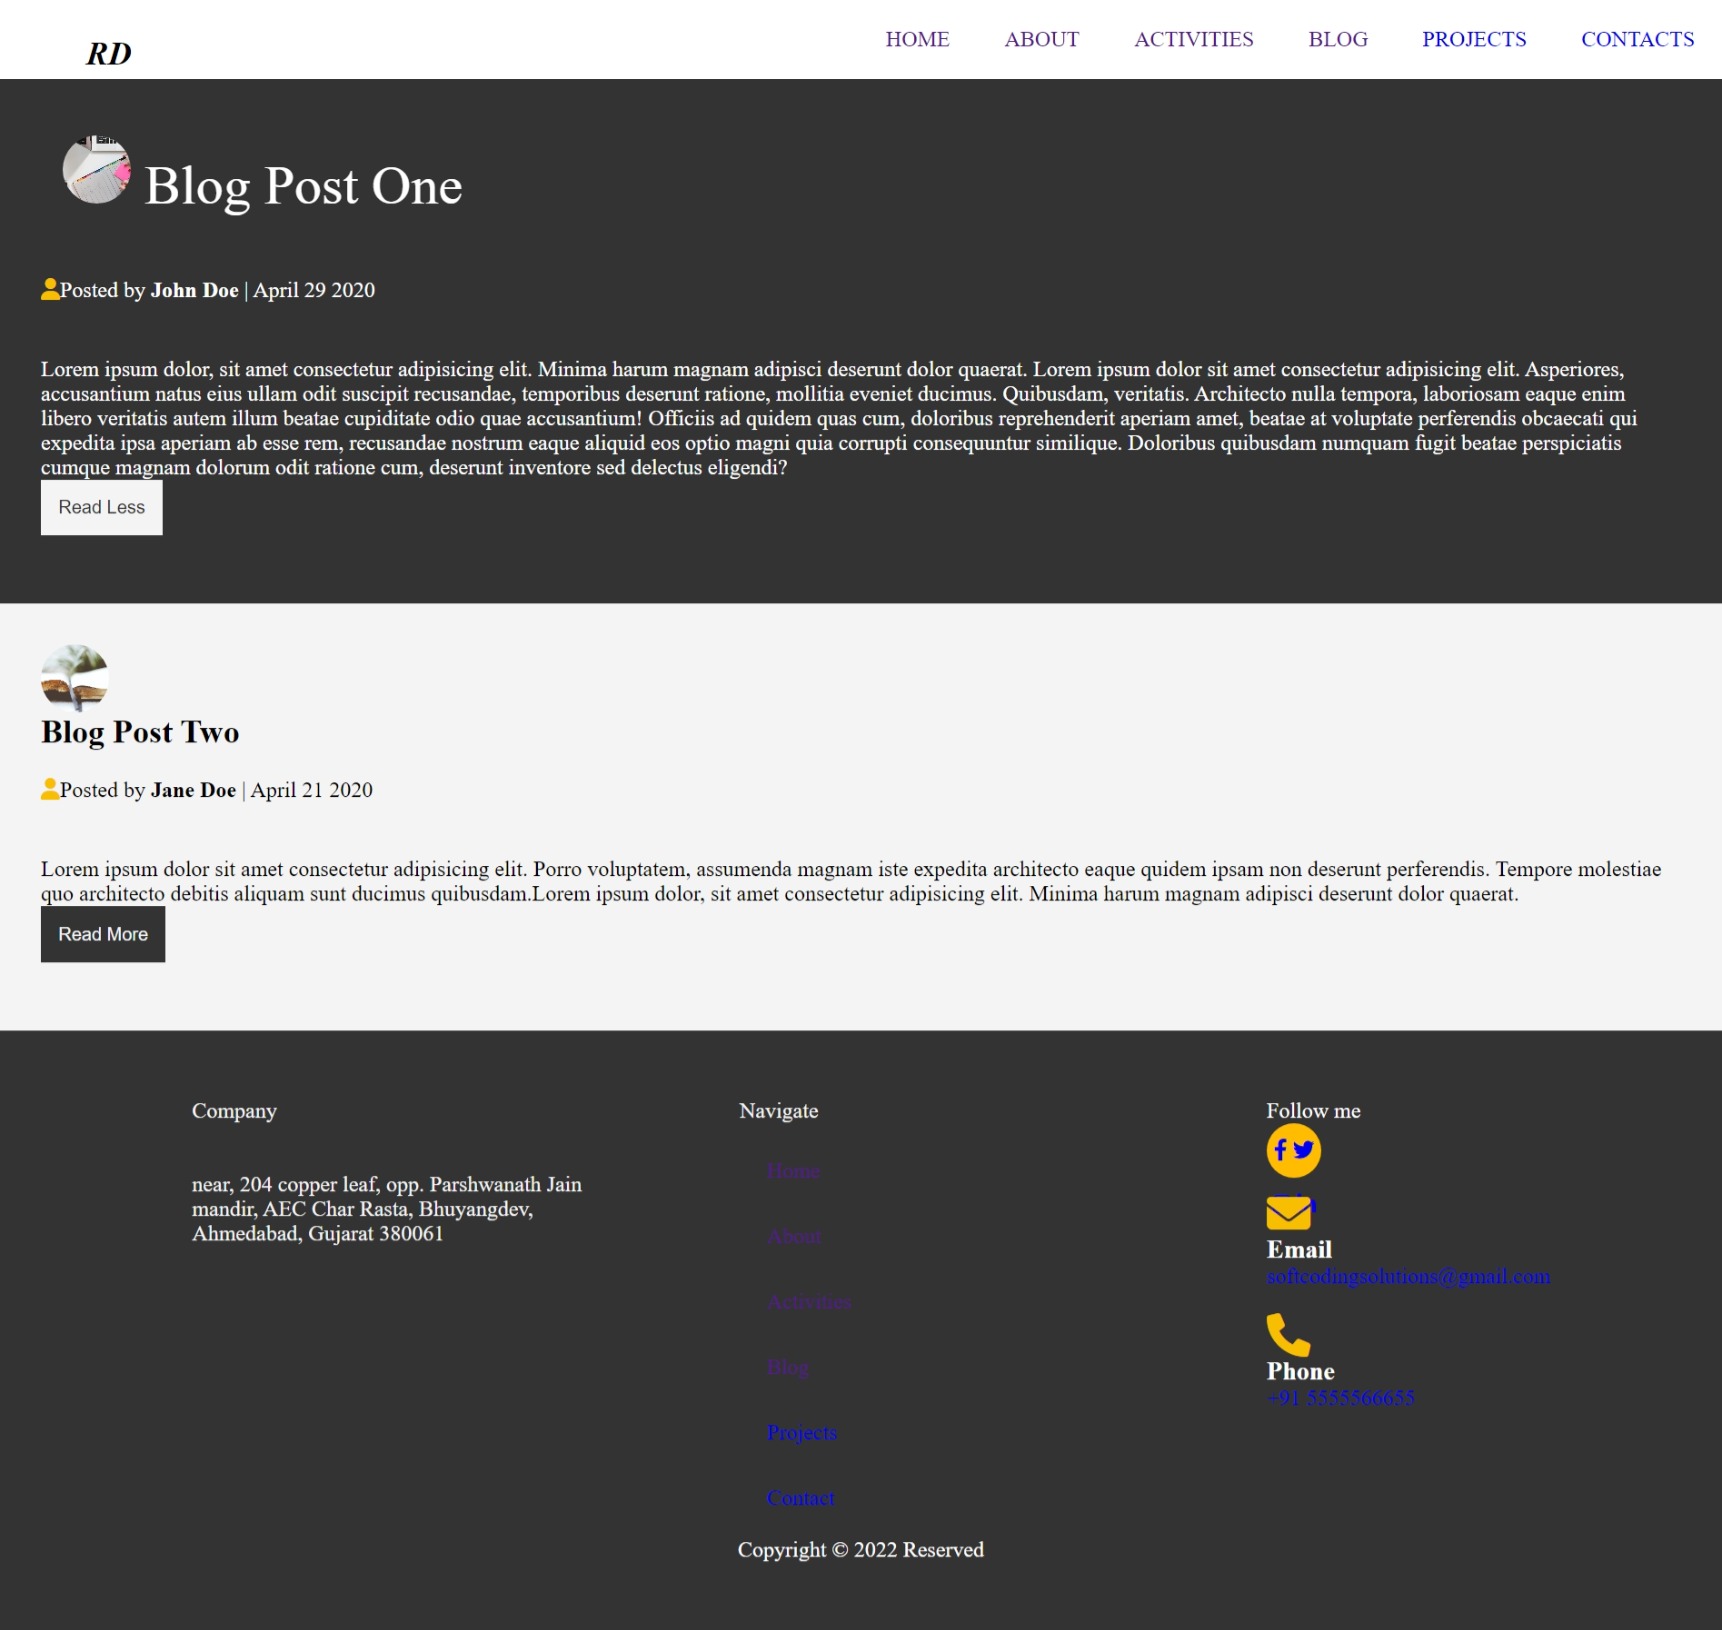 RD
HOME ABOUT ACTIVITIES BLOG PROJECTS CONTACTS
Blog Post One
Posted by John Doe | April 29 2020
Lorem ipsum dolor, sit amet consectetur adipisicing elit. Minima harum magnam adipisci deserunt dolor quaerat. Lorem ipsum dolor sit amet consectetur adipisicing elit. Asperiores,
accusantium natus eius ullam odit suscipit recusandae, temporibus deserunt ratione, mollitia eveniet ducimus. Quibusdam, veritatis. Architecto nulla tempora, laboriosam eaque enim
libero veritatis autem illum beatae cupiditate odio quae accusantium! Officiis ad quidem quas cum, doloribus reprehenderit aperiam amet, beatae at voluptate perferendis obcaecati qui
expedita ipsa aperiam ab esse rem, recusandae nostrum eaque aliquid eos optio magni quia corrupti consequuntur similique. Doloribus quibusdam numquam fugit beatae perspiciatis
cumque magnam dolorum odit ratione cum, deserunt inventore sed delectus eligendi?
Read Less
Blog Post Two
Posted by Jane Doe | April 21 2020
Lorem ipsum dolor sit amet consectetur adipisicing elit. Porro voluptatem, assumenda magnam iste expedita architecto eaque quidem ipsam non deserunt perferendis. Tempore molestiae
quo architecto debitis aliquam sunt ducimus quibusdam.Lorem ipsum dolor, sit amet consectetur adipisicing elit. Minima harum magnam adipisci deserunt dolor quaerat.
Read More
Company
near, 204 copper leaf, opp. Parshwanath Jain
mandir, AEC Char Rasta, Bhuyangdev,
Ahmedabad, Gujarat 380061
Navigate
Home
About
Activities
Blog
Projects
Contact
Follow me
Email
softcodingsolutions@gmail.com
Phone
+91 5555566655
Copyright © 2022 Reserved